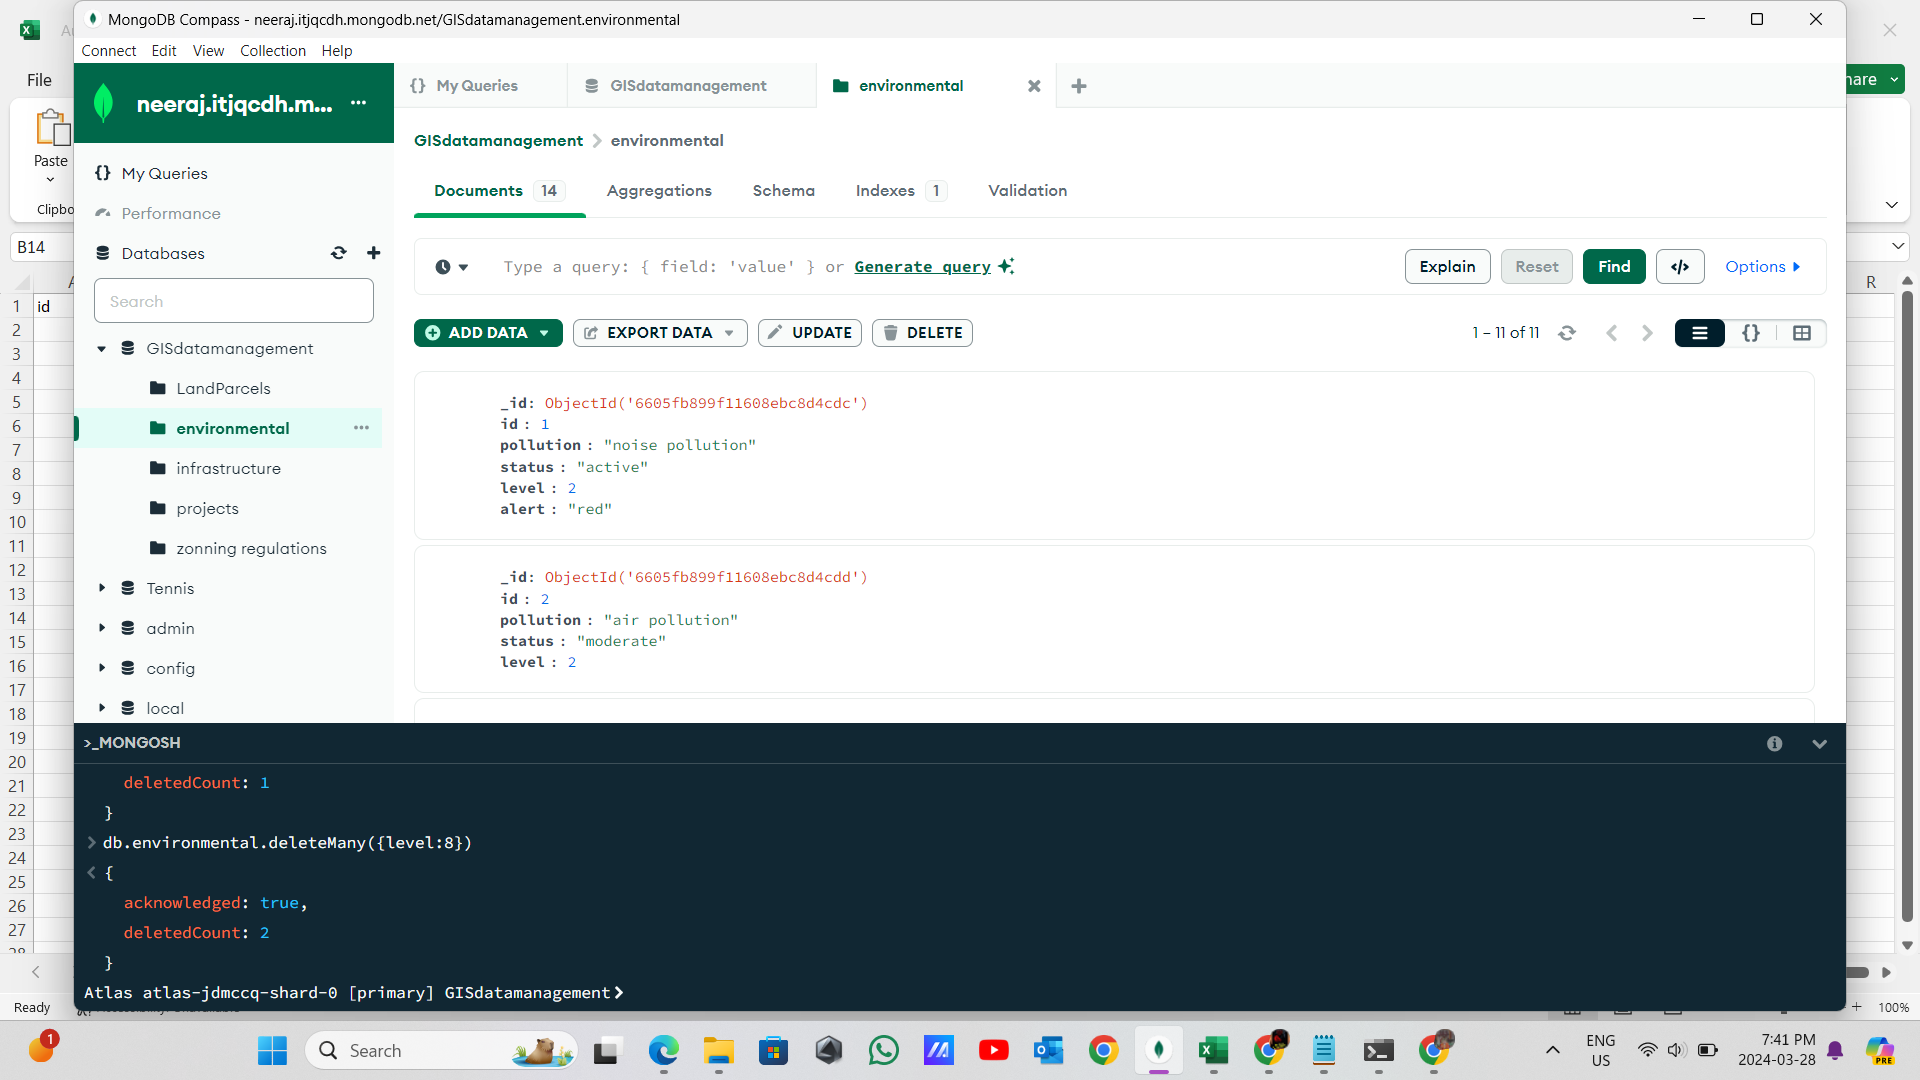 MongoDB Compass - neeraj.itjqcdh.mongodb.net/GISdatamanagement.environmental
Connect Edit View Collection Help
File
hare
Paste
Clipbo
B14
id
R
1
2
3
4
5
6
7
8
9
10
11
12
13
14
15
16
17
18
19
20
21
22
23
24
25
26
27
28
neeraj.itjqcdh.m... ...
{} My Queries
Performance
Databases
Search
GISdatamanagement
LandParcels
environmental ...
infrastructure
projects
zonning regulations
Tennis
admin
config
local
{} My Queries GISdatamanagement environmental
GISdatamanagement > environmental
Documents 14 Aggregations Schema Indexes 1 Validation
Type a query: { field: 'value' } or Generate query
Explain Reset Find </> Options
ADD DATA EXPORT DATA UPDATE DELETE 1 – 11 of 11 {}
_id: ObjectId('6605fb899f11608ebc8d4cdc')
id : 1
pollution : "noise pollution"
status : "active"
level : 2
alert : "red"
_id: ObjectId('6605fb899f11608ebc8d4cdd')
id : 2
pollution : "air pollution"
status : "moderate"
level : 2
>_MONGOSH
deletedCount: 1
}
> db.environmental.deleteMany({level:8})
< {
acknowledged: true,
deletedCount: 2
}
Atlas atlas-jdmccq-shard-0 [primary] GISdatamanagement>
Ready
100%
1
Search
ENG
US
7:41 PM
2024-03-28
PRE